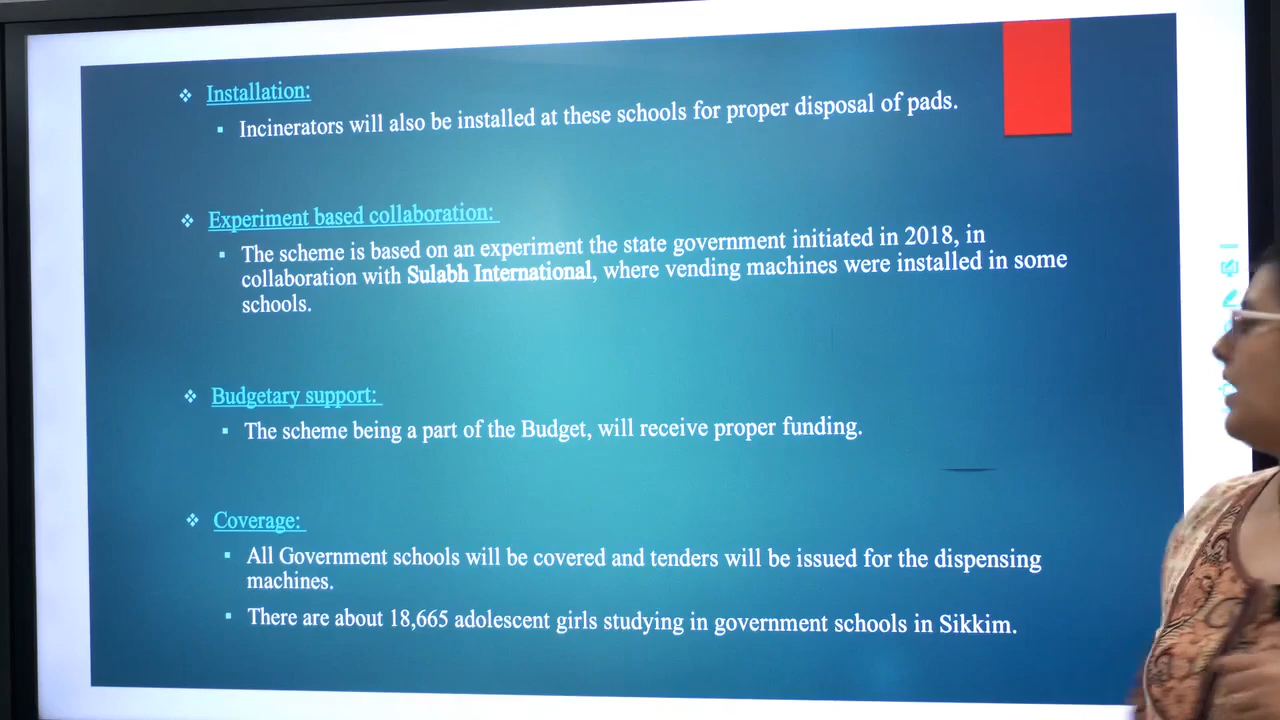 Installation:
Incinerators will also be installed at these schools for proper disposal of pads.
Experiment based collaboration:
The scheme is based on an experiment the state government initiated in 2018, in
collaboration with Sulabh International, where vending machines were installed in some
schools.
Budgetary support:
The scheme being a part of the Budget, will receive proper funding.
Coverage:
All Government schools will be covered and tenders will be issued for the dispensing
machines.
There are about 18,665 adolescent girls studying in government schools in Sikkim.